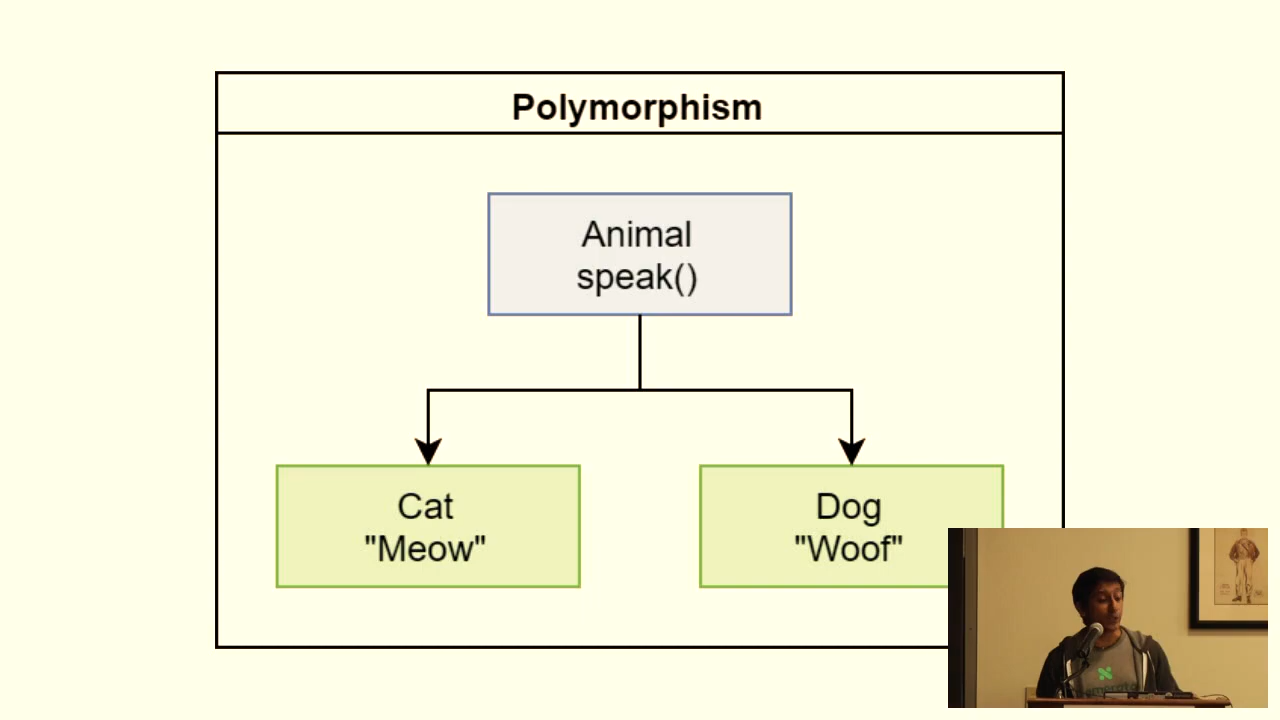 Polymorphism
Animal
speak()
Cat
"Meow"
Dog
"Woof"